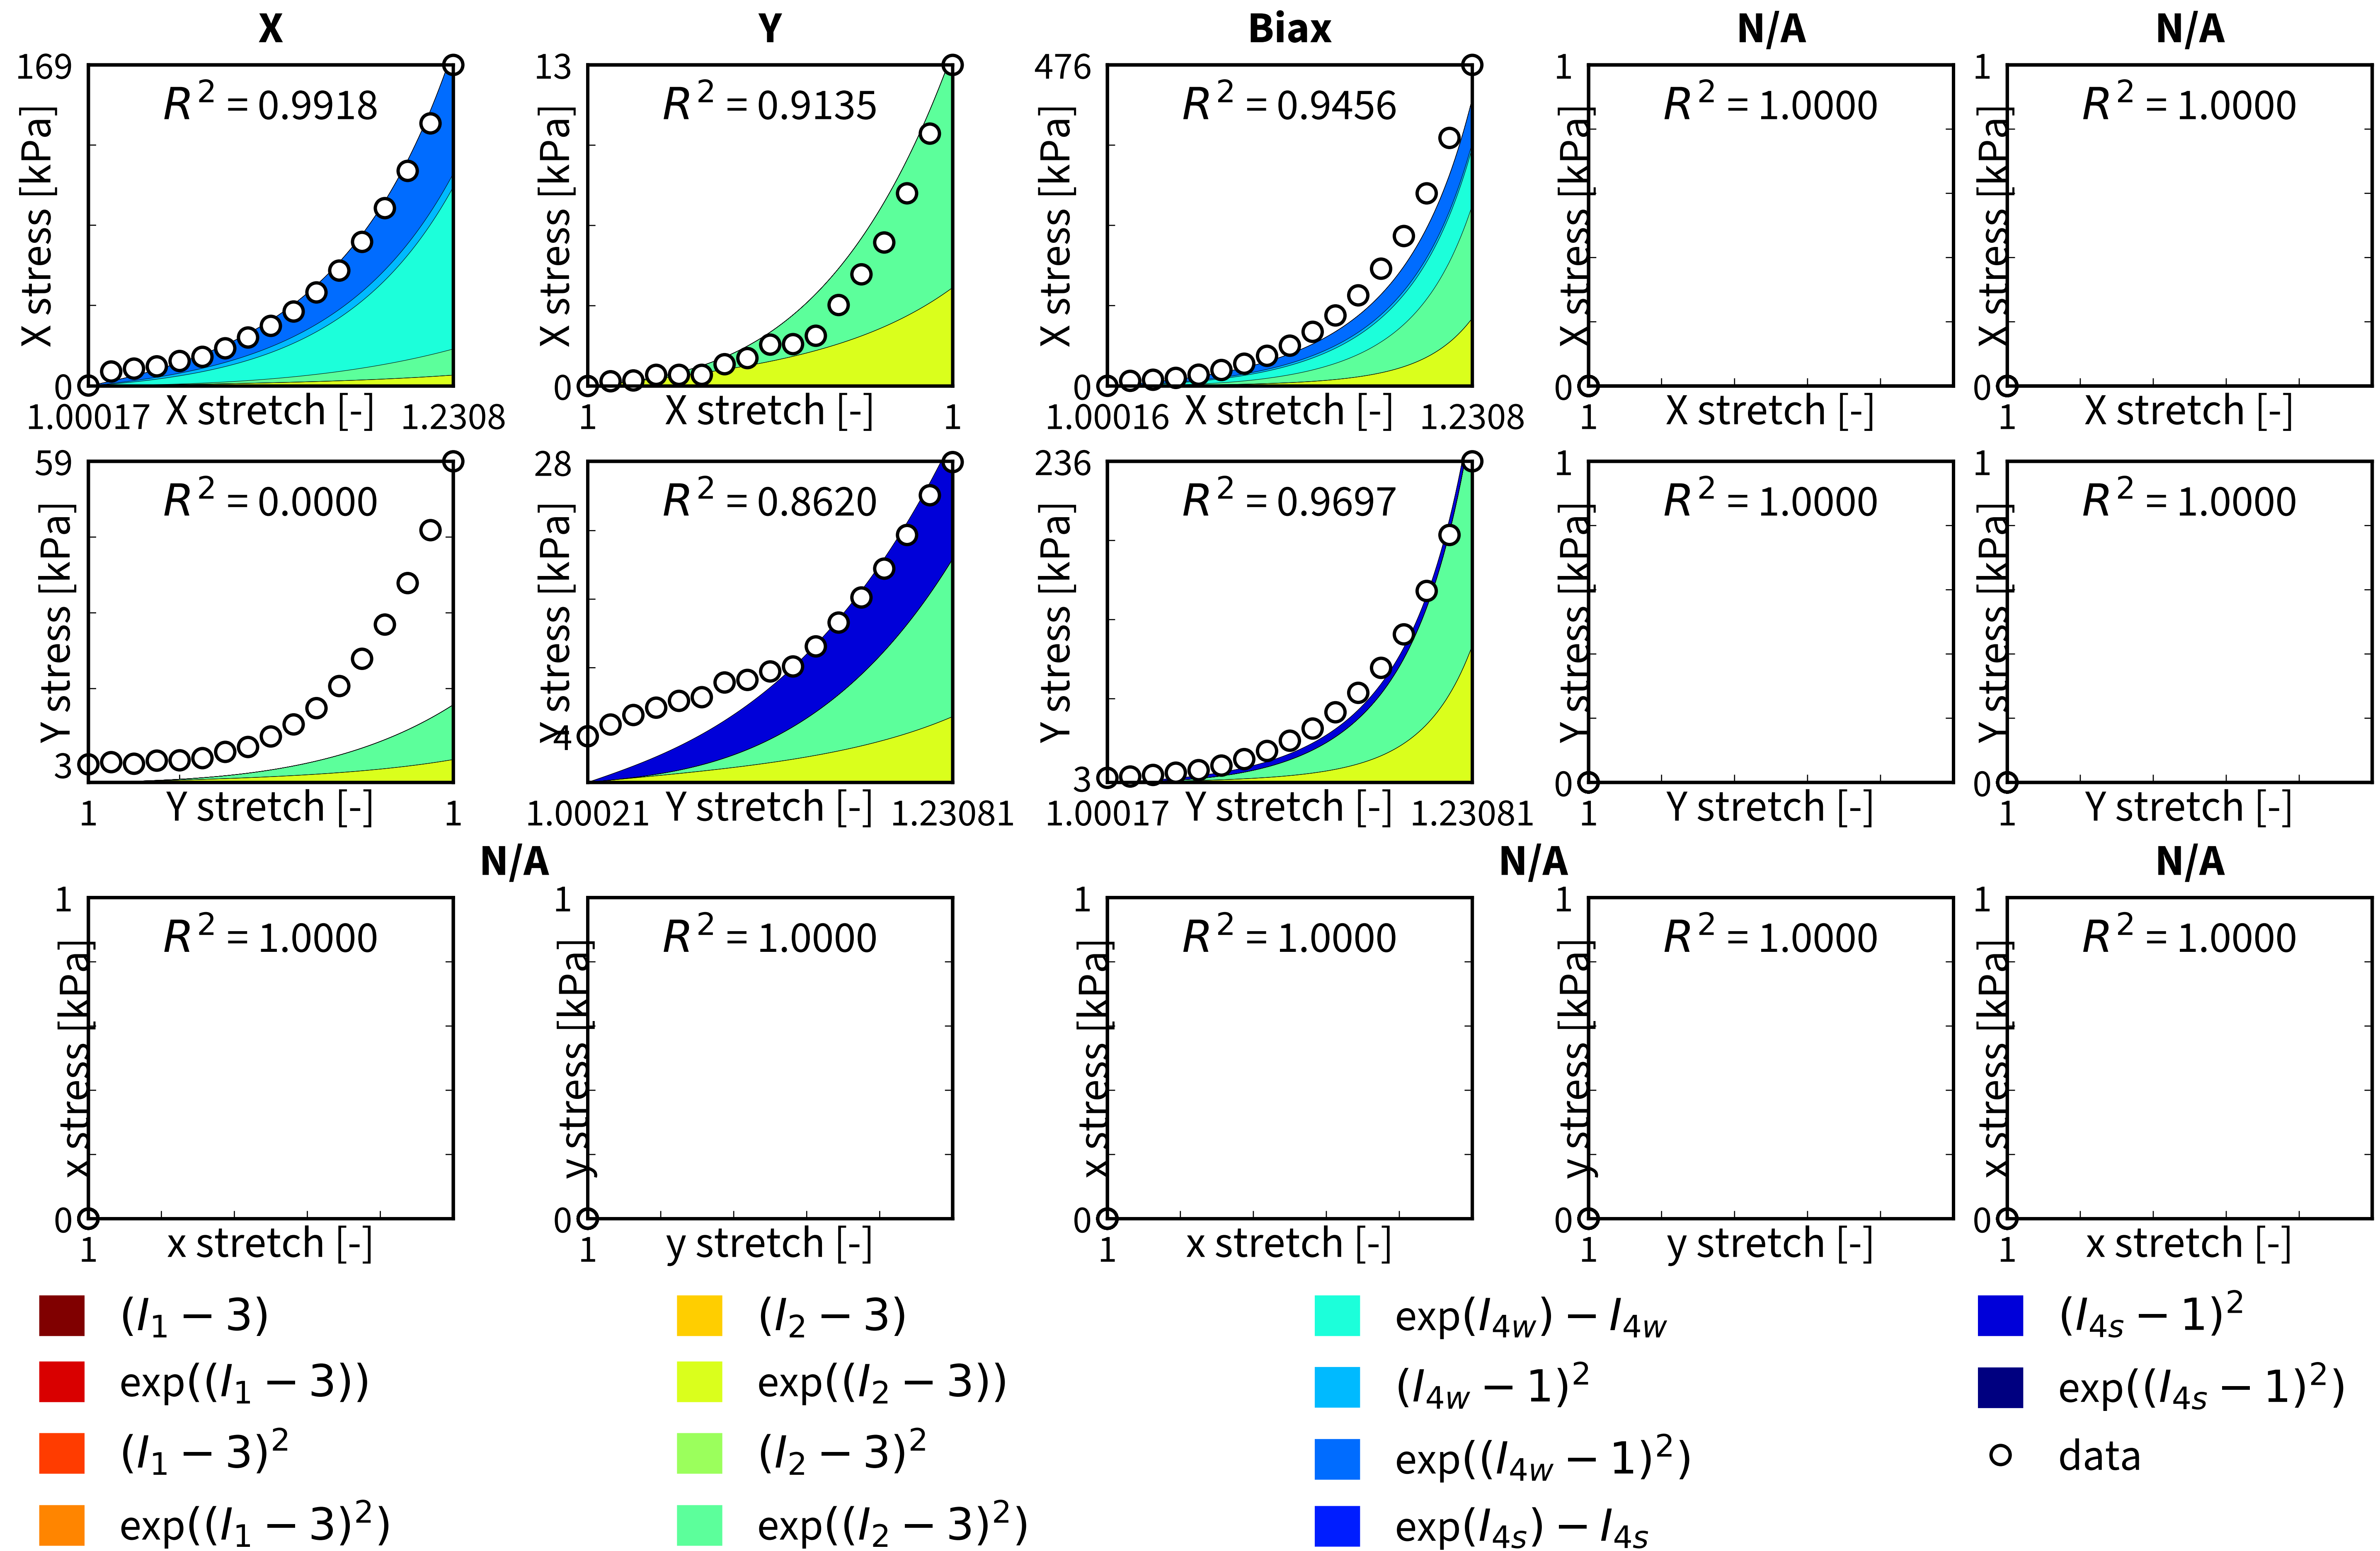 X Y Biax N/A N/A
169 13 476 1 1
R² = 0.9918 R² = 0.9135 R² = 0.9456 R² = 1.0000 R² = 1.0000
X stress [kPa] X stress [kPa] X stress [kPa] X stress [kPa] X stress [kPa]
0 0 0 0 0
1.00017 X stretch [-] 1.2308 1 X stretch [-] 1 1.00016 X stretch [-] 1.2308 1 X stretch [-] 1 X stretch [-]
59 28 236 1 1
R² = 0.0000 R² = 0.8620 R² = 0.9697 R² = 1.0000 R² = 1.0000
Y stress [kPa] Y stress [kPa] Y stress [kPa] Y stress [kPa] Y stress [kPa]
3 4 3 0 0
1 Y stretch [-] 1 1.00021 Y stretch [-] 1.23081 1.00017 Y stretch [-] 1.23081 1 Y stretch [-] 1 Y stretch [-]
N/A N/A N/A
1 1 1 1 1
R² = 1.0000 R² = 1.0000 R² = 1.0000 R² = 1.0000 R² = 1.0000
x stress [kPa] y stress [kPa] x stress [kPa] y stress [kPa] x stress [kPa]
0 0 0 0 0
1 x stretch [-] 1 y stretch [-] 1 x stretch [-] 1 y stretch [-] 1 x stretch [-]
(I₁ − 3) (I₂ − 3) exp(I₄w) − I₄w (I₄s − 1)²
exp((I₁ − 3)) exp((I₂ − 3)) (I₄w − 1)² exp((I₄s − 1)²)
(I₁ − 3)² (I₂ − 3)² exp((I₄w − 1)²) data
exp((I₁ − 3)²) exp((I₂ − 3)²) exp(I₄s) − I₄s